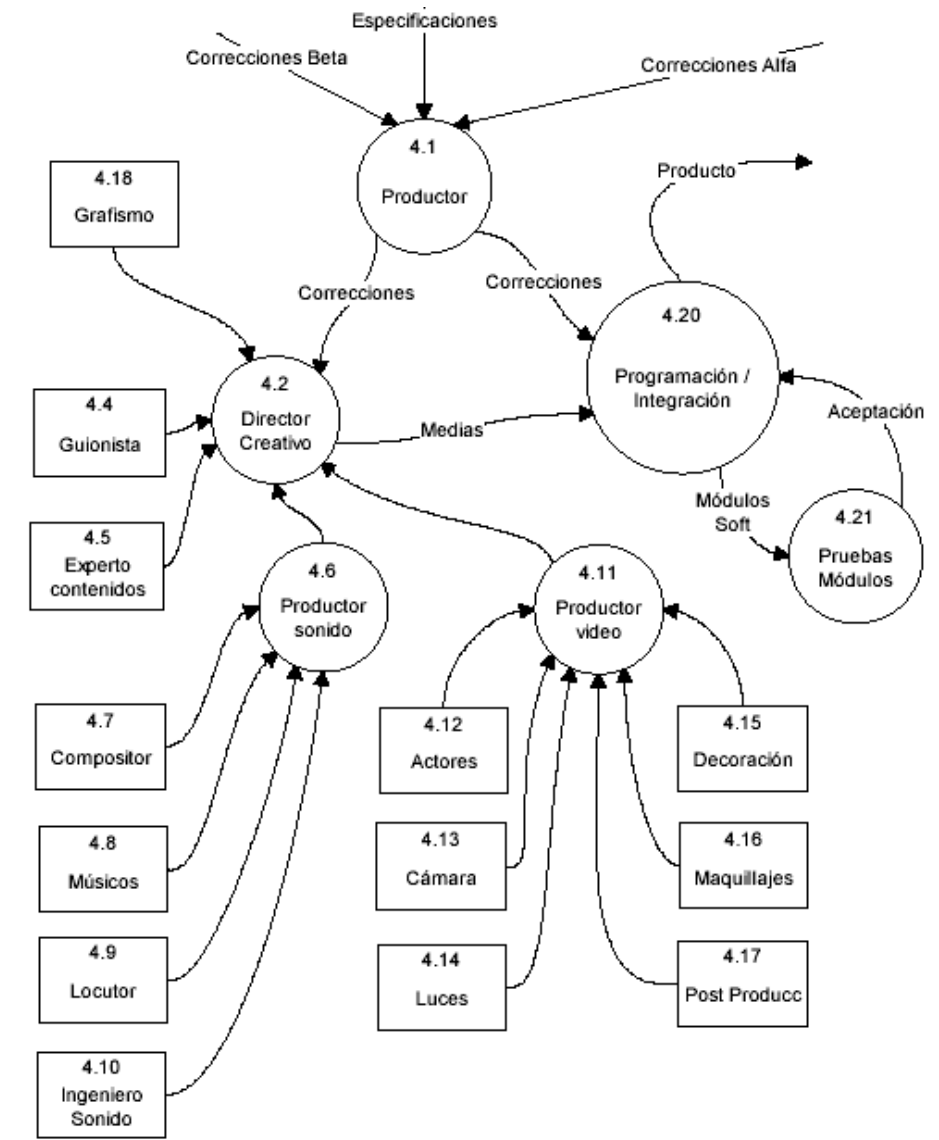 Especificaciones
Correcciones Beta
Correcciones Alfa
4.1
Productor
4.18
Grafismo
Producto
Correcciones
Correcciones
4.20
Programación /
Integración
4.2
Director
Creativo
4.4
Guionista
Medias
Aceptación
Módulos
Soft
4.21
Pruebas
Módulos
4.5
Experto
contenidos
4.6
Productor
sonido
4.11
Productor
video
4.7
Compositor
4.12
Actores
4.15
Decoración
4.8
Músicos
4.13
Cámara
4.16
Maquillajes
4.9
Locutor
4.14
Luces
4.17
Post Producc
4.10
Ingeniero
Sonido